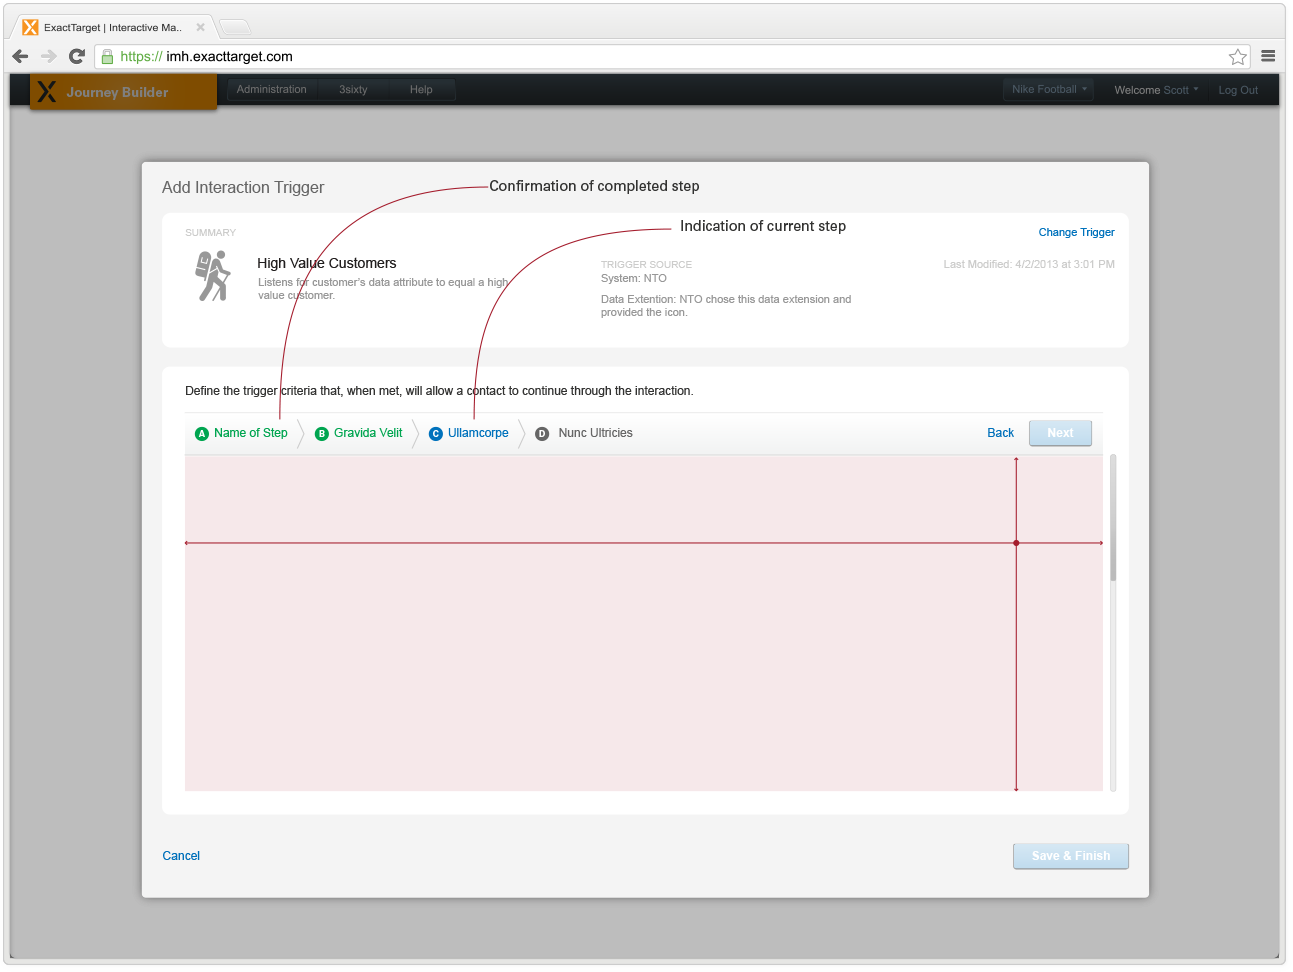 ExactTarget | Interactive Ma..
https:// imh.exacttarget.com
Journey Builder
Administration
3sixty
Help
Nike Football
Welcome Scott
Log Out
Add Interaction Trigger
Confirmation of completed step
Indication of current step
SUMMARY
Change Trigger
High Value Customers
Listens for customer's data attribute to equal a high
value customer.
TRIGGER SOURCE
System: NTO
Data Extention: NTO chose this data extension and
provided the icon.
Last Modified: 4/2/2013 at 3:01 PM
Define the trigger criteria that, when met, will allow a contact to continue through the interaction.
A Name of Step
B Gravida Velit
C Ullamcorpe
D Nunc Ultricies
Back
Next
Cancel
Save & Finish